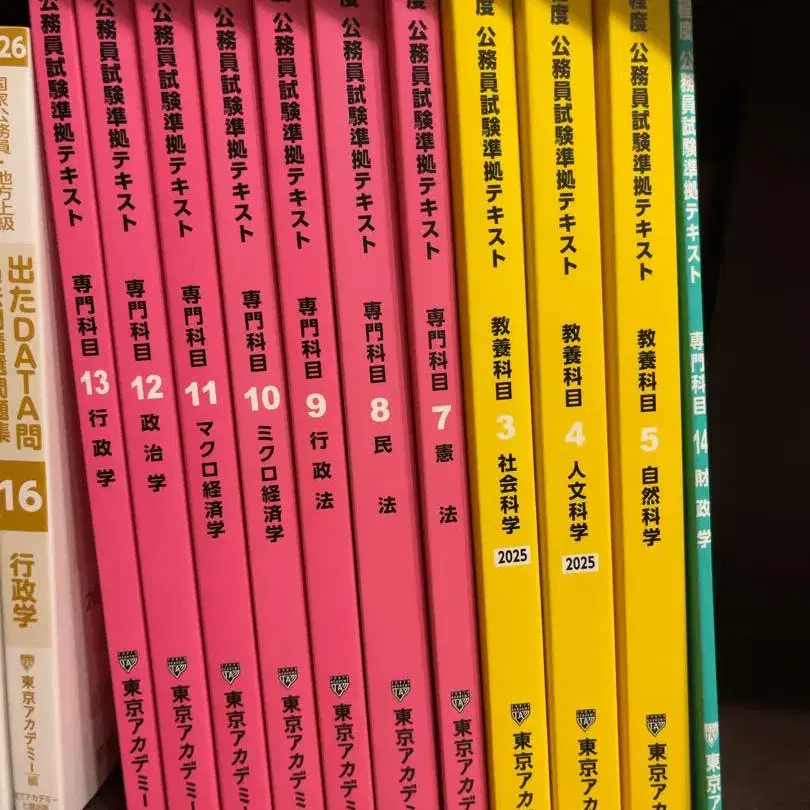 26
国家公務員・地方上級
出たDATA問
16
行政学
東京アカデミー編
公務員試験準拠テキスト
専門科目
13
行政学
東京アカデミー
公務員試験準拠テキスト
専門科目
12
政治学
東京アカデミー
公務員試験準拠テキスト
専門科目
11
マクロ経済学
東京アカデミー
公務員試験準拠テキスト
専門科目
10
ミクロ経済学
東京アカデミ
公務員試験準拠テキスト
専門科目
9
行政法
東京アカデミ
公務員試験準拠テキスト
専門科目
8
民法
東京アカデミ
公務員試験準拠テキスト
専門科目
7
憲法
東京アカデ
度 公務員試験準拠テキスト
教養科目
3
社会科学
2025
東京アカデ
度 公務員試験準拠テキスト
教養科目
4
人文科学
2025
東京アカデ
程度 公務員試験準拠テキスト
教養科目
5
自然科学
東京アカ
程度 公務員試験準拠テキスト
専門科目
14
財政学
東京ア